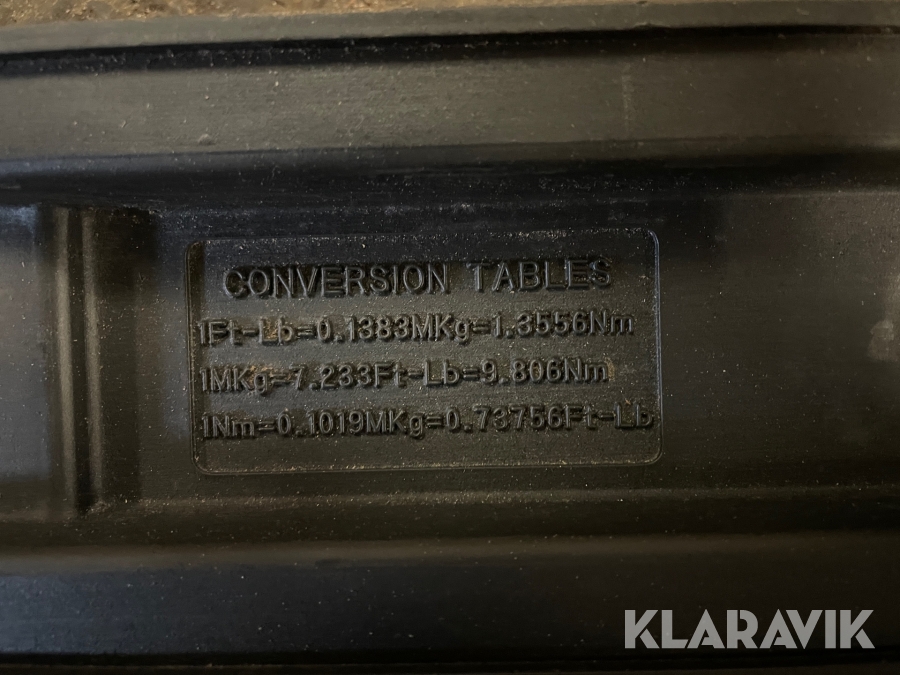 CONVERSION TABLES
1Ft-Lb=0.1383MKg=1.3556Nm
1MKg=7.233Ft-Lb=9.806Nm
1Nm=0.1019MKg=0.73756Ft-Lb
KLARAVIK